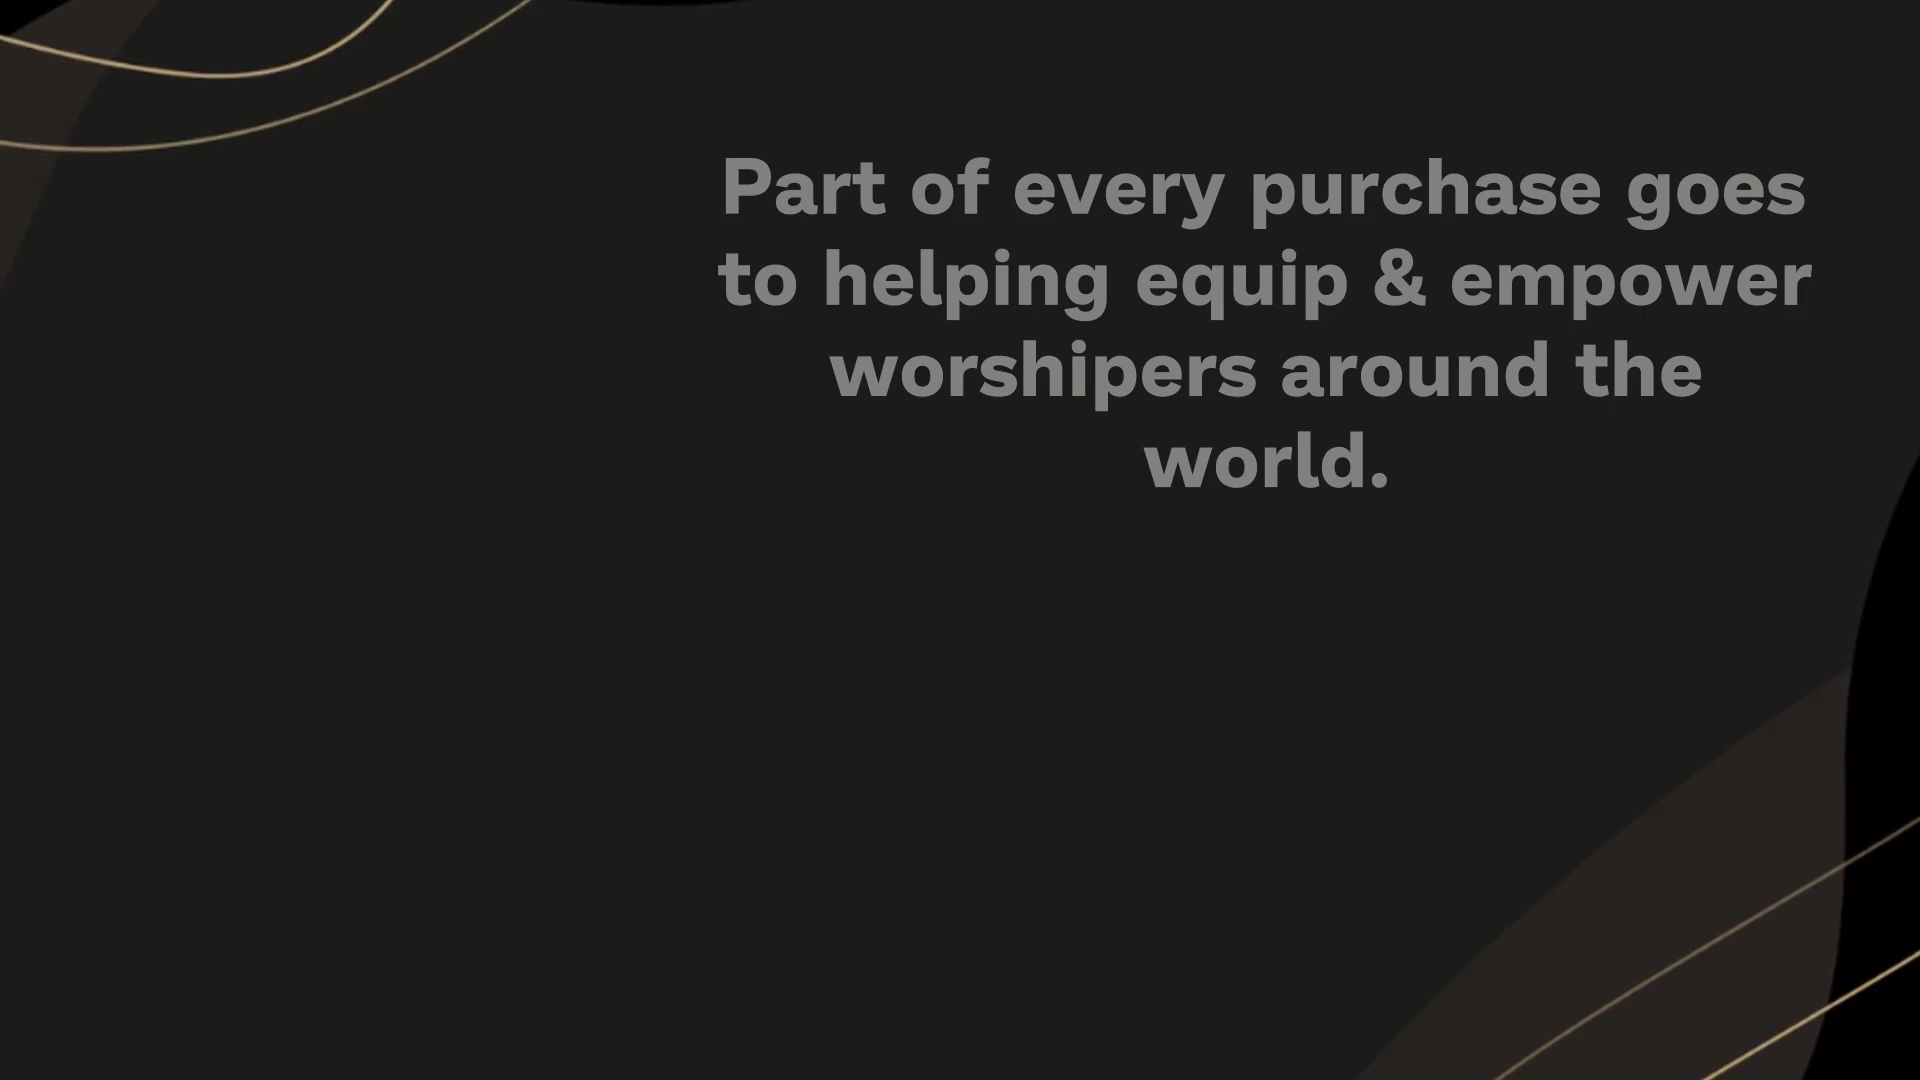 Part of every purchase goes
to helping equip & empower
worshipers around the
world.